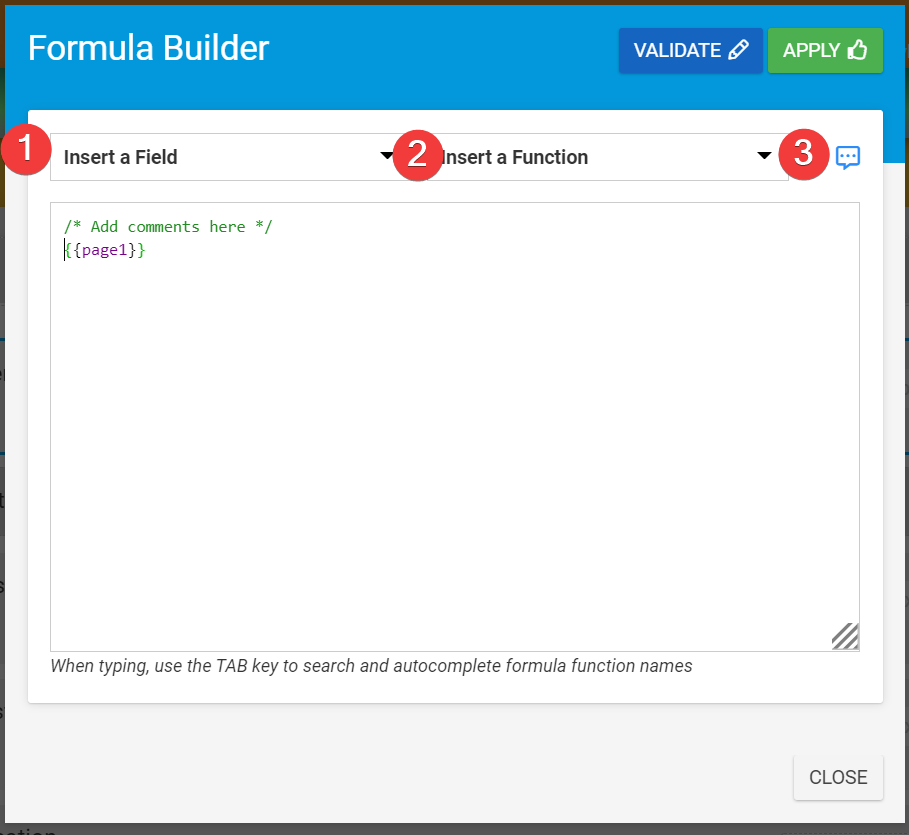 Formula Builder
VALIDATE
APPLY
1
Insert a Field
2
Insert a Function
3
/* Add comments here */
{{page1}}
When typing, use the TAB key to search and autocomplete formula function names
CLOSE